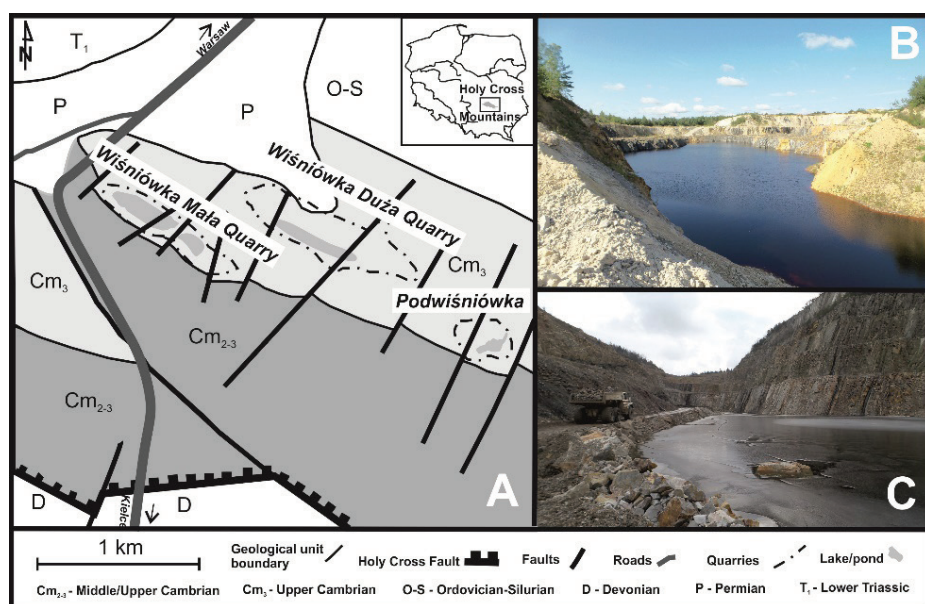 N
T₁
Warsaw
P
P
O-S
Holy Cross
Mountains
Wiśniówka Mała Quarry
Wiśniówka Duża Quarry
Cm₃
Cm₃
Podwiśniówka
Cm₂₋₃
Cm₂₋₃
D
D
Kielce
A
B
C
1 km
Geological unit
boundary
Holy Cross Fault
Faults
Roads
Quarries
Lake/pond
Cm₂₋₃ - Middle/Upper Cambrian
Cm₃ - Upper Cambrian
O-S - Ordovician-Silurian
D - Devonian
P - Permian
T₁ - Lower Triassic